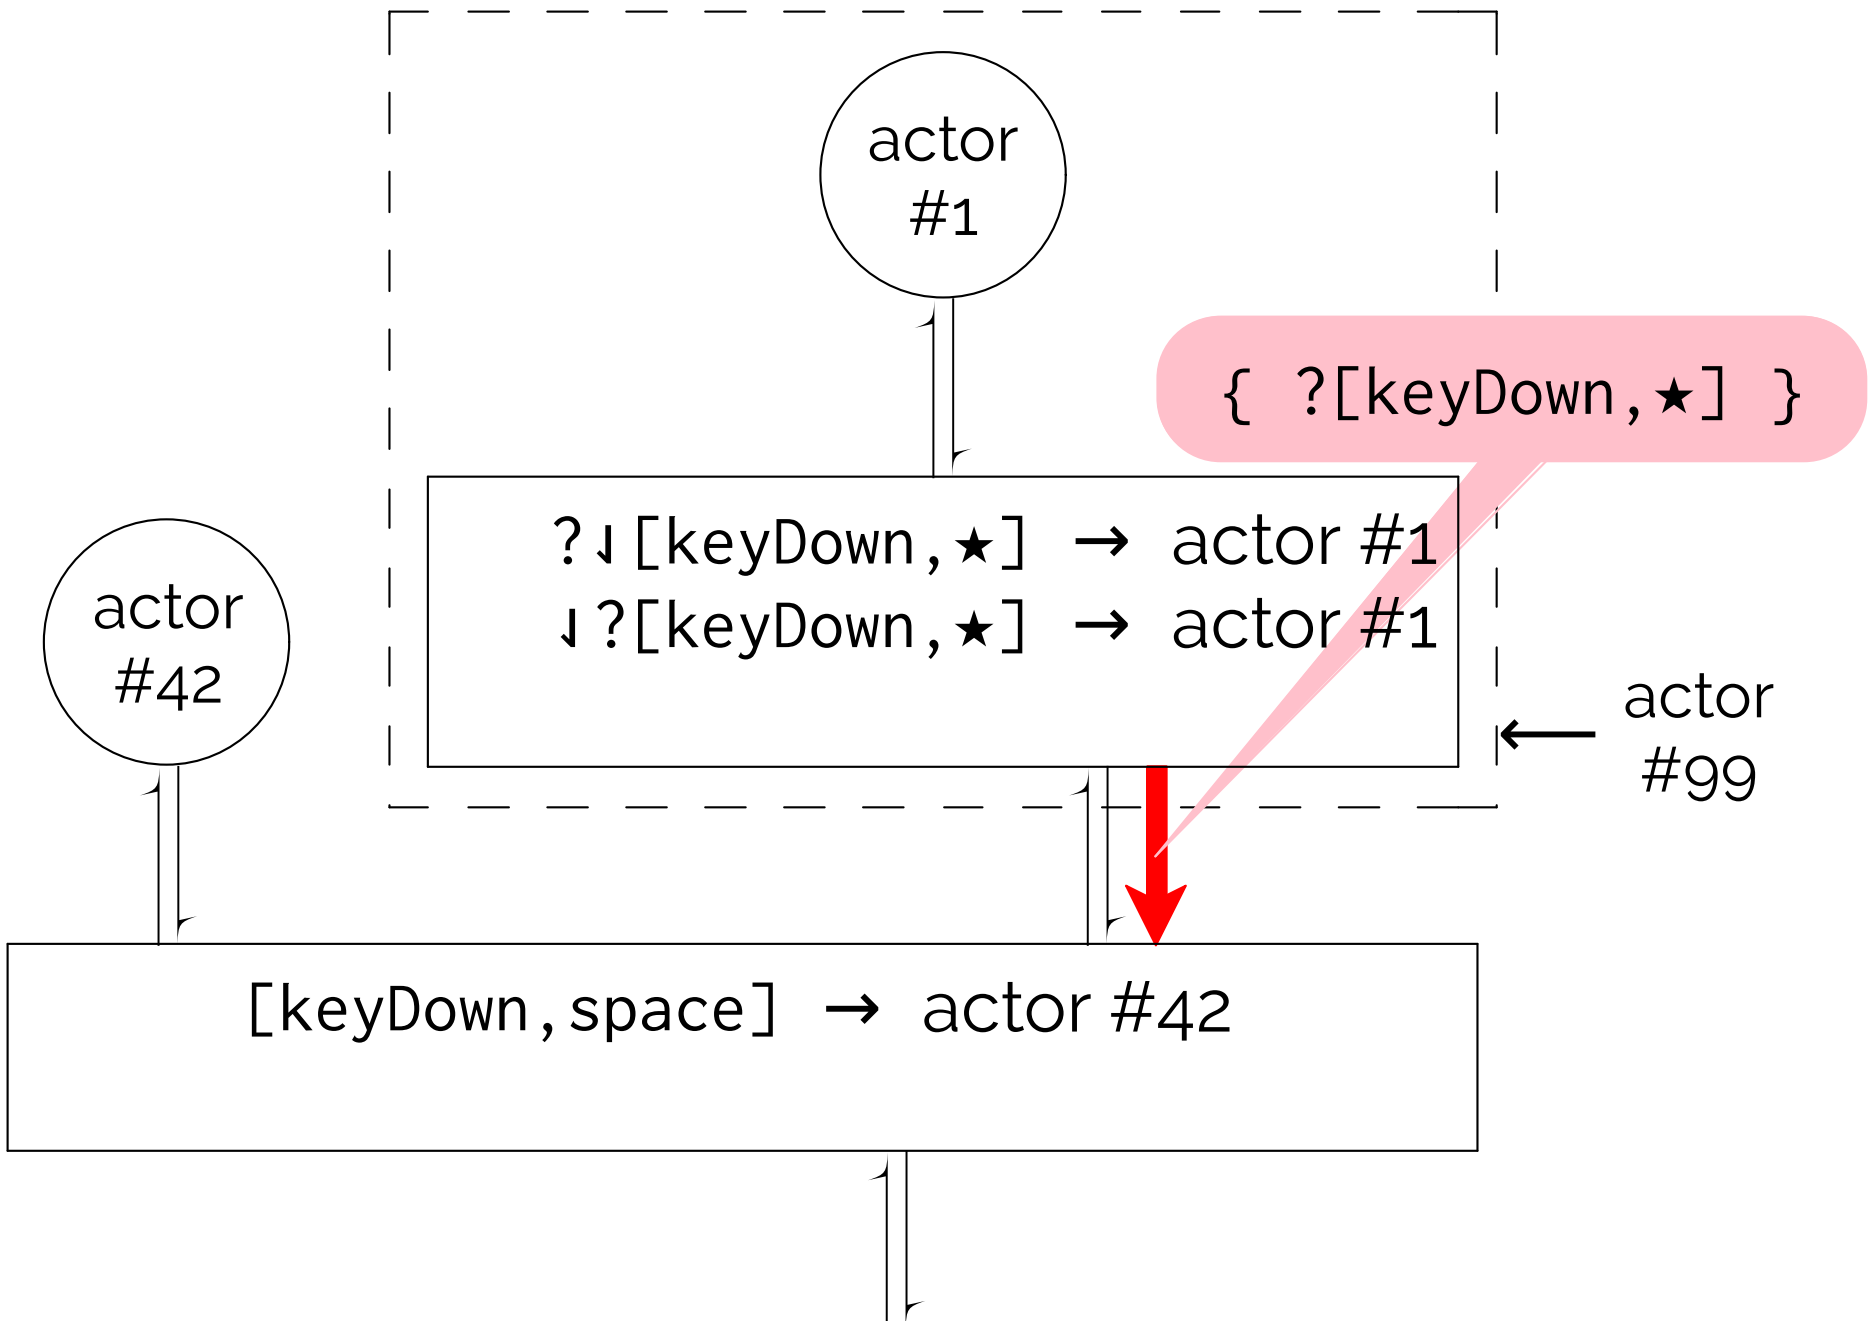 actor
#1
{ ?[keyDown,★] }
?⇃[keyDown,★] → actor #1
⇃?[keyDown,★] → actor #1
actor
#42
actor
#99
[keyDown,space] → actor #42